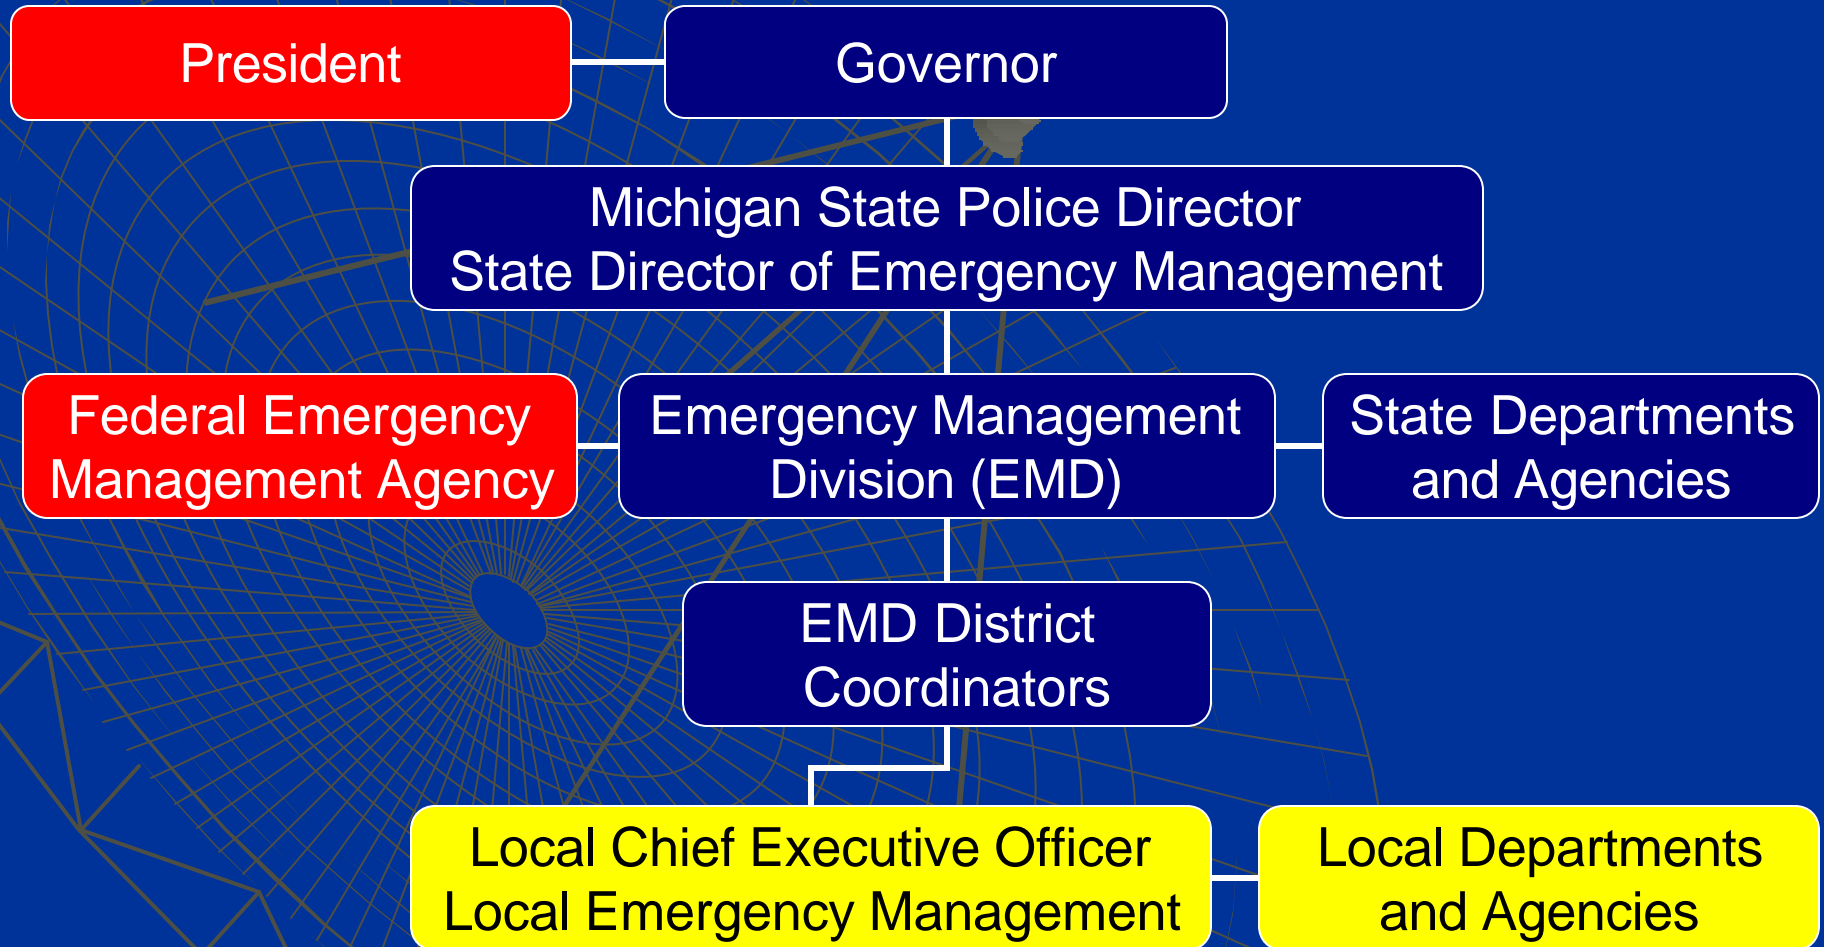 President
Governor
Michigan State Police Director
State Director of Emergency Management
Federal Emergency
Management Agency
Emergency Management
Division (EMD)
State Departments
and Agencies
EMD District
Coordinators
Local Chief Executive Officer
Local Emergency Management
Local Departments
and Agencies